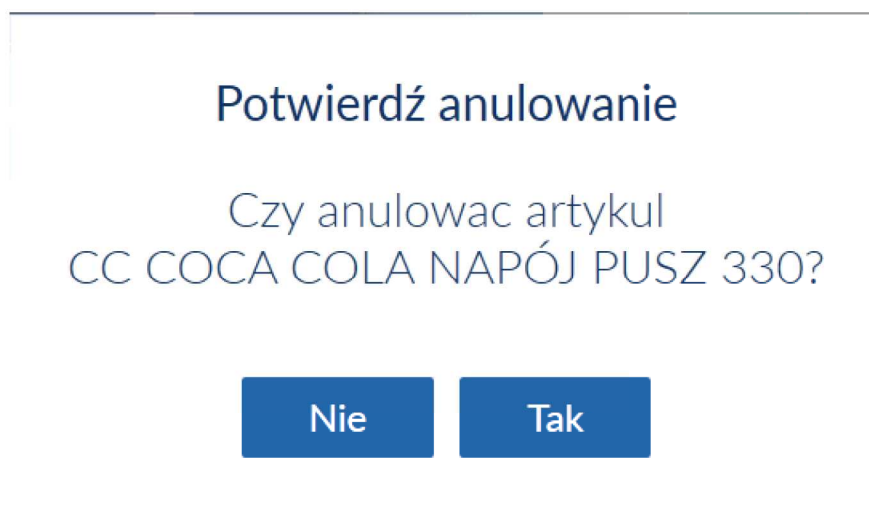 Potwierdź anulowanie
Czy anulowac artykul
CC COCA COLA NAPÓJ PUSZ 330?
Nie Tak